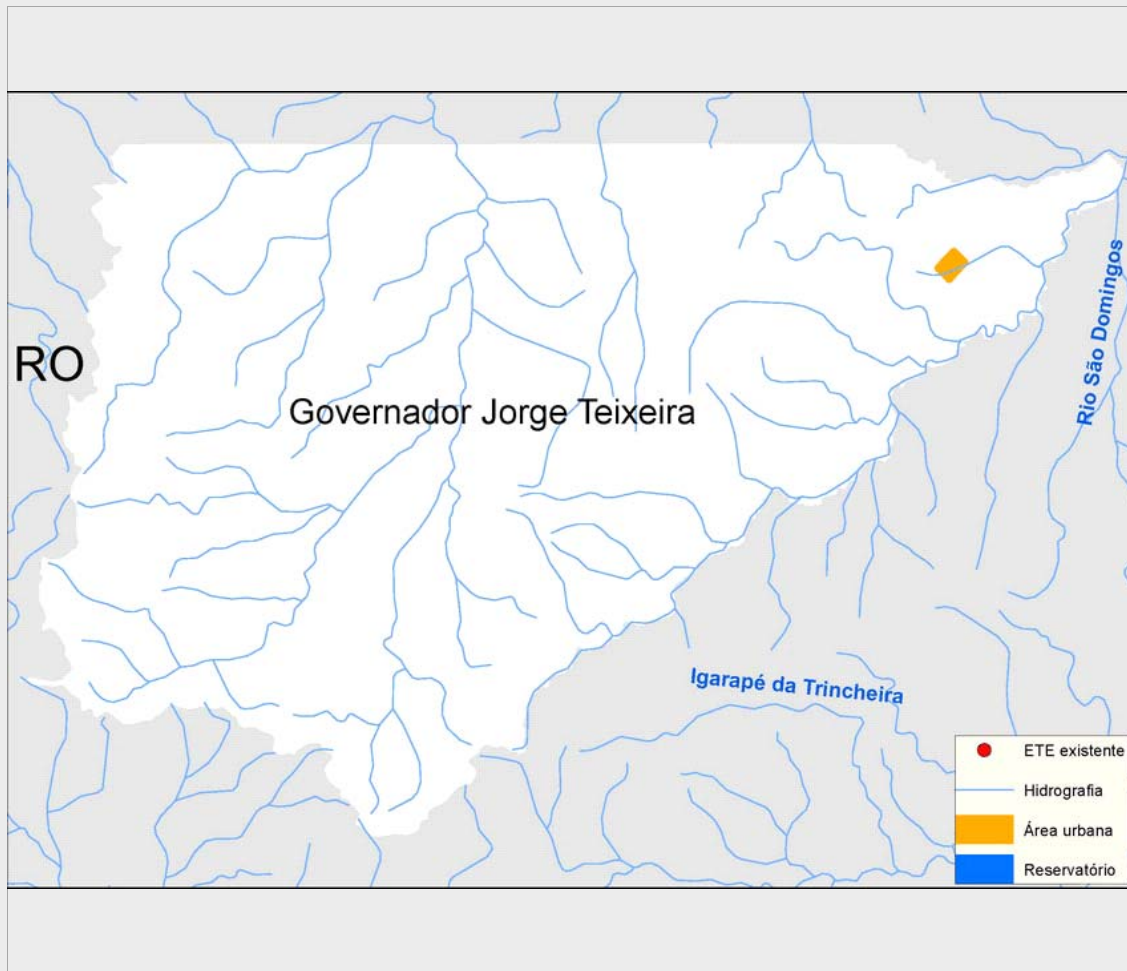 Rio São Domingos
RO
Governador Jorge Teixeira
Igarapé da Trincheira
ETE existente
Hidrografia
Área urbana
Reservatório